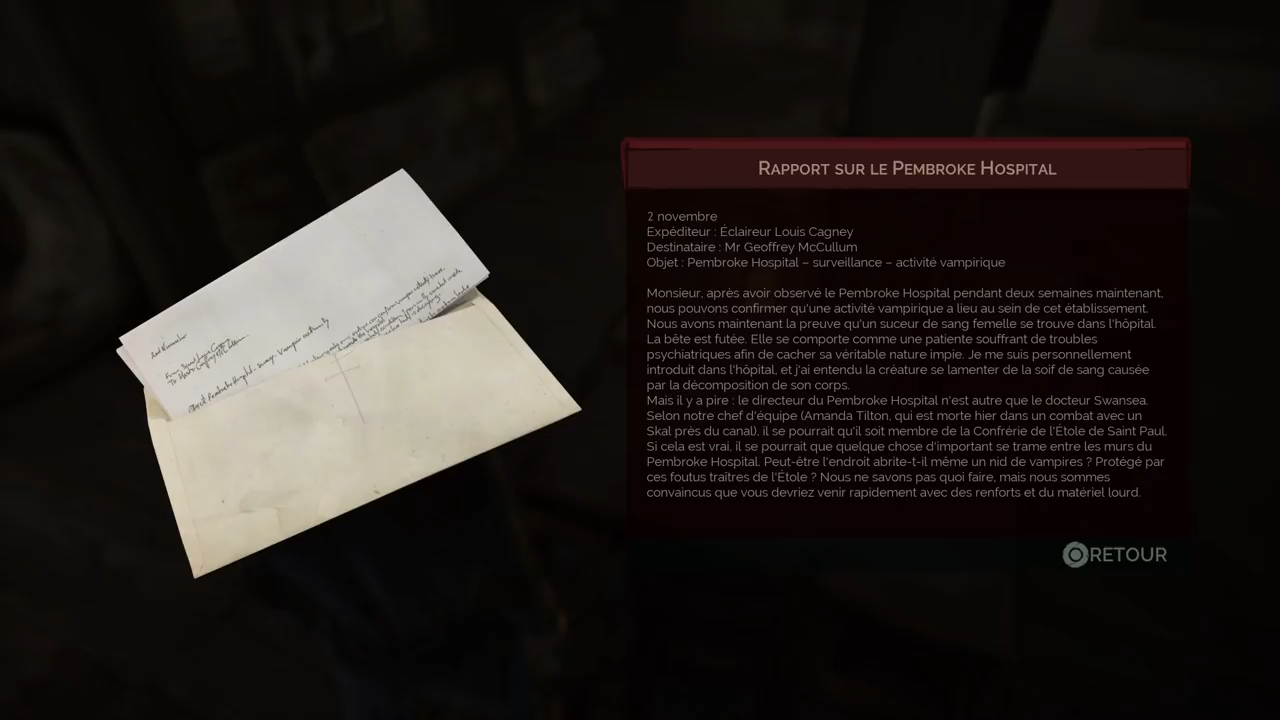 RAPPORT SUR LE PEMBROKE HOSPITAL
2 novembre
Expéditeur : Éclaireur Louis Cagney
Destinataire : Mr Geoffrey McCullum
Objet : Pembroke Hospital – surveillance – activité vampirique
Monsieur, après avoir observé le Pembroke Hospital pendant deux semaines maintenant,
nous pouvons confirmer qu'une activité vampirique a lieu au sein de cet établissement.
Nous avons maintenant la preuve qu'un suceur de sang femelle se trouve dans l'hôpital.
La bête est futée. Elle se comporte comme une patiente souffrant de troubles
psychiatriques afin de cacher sa véritable nature impie. Je me suis personnellement
introduit dans l'hôpital, et j'ai entendu la créature se lamenter de la soif de sang causée
par la décomposition de son corps.
Mais il y a pire : le directeur du Pembroke Hospital n'est autre que le docteur Swansea.
Selon notre chef d'équipe (Amanda Tilton, qui est morte hier dans un combat avec un
Skal près du canal), il se pourrait qu'il soit membre de la Confrérie de l'Étole de Saint Paul.
Si cela est vrai, il se pourrait que quelque chose d'important se trame entre les murs du
Pembroke Hospital. Peut-être l'endroit abrite-t-il même un nid de vampires ? Protégé par
ces foutus traîtres de l'Étole ? Nous ne savons pas quoi faire, mais nous sommes
convaincus que vous devriez venir rapidement avec des renforts et du matériel lourd.
RETOUR